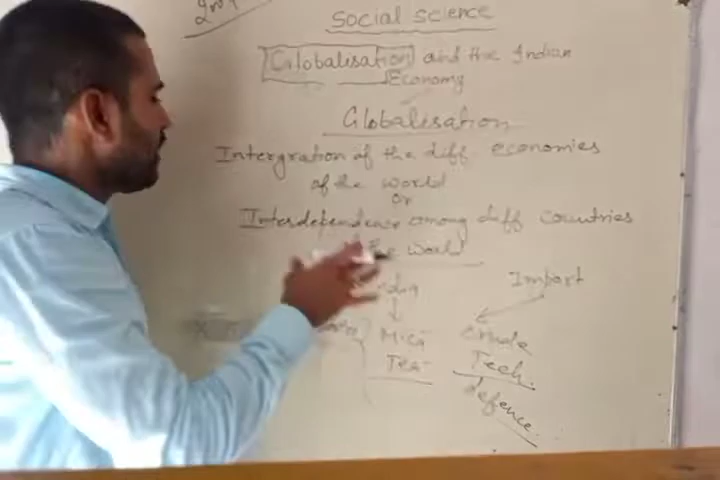 Social science
Globalisation and the Indian
Economy
Globalisation
Intergration of the diff economies
of the world
or
Interdependence among diff countries
the world
Import
Mica
Tea
crude
Tech.
defence.